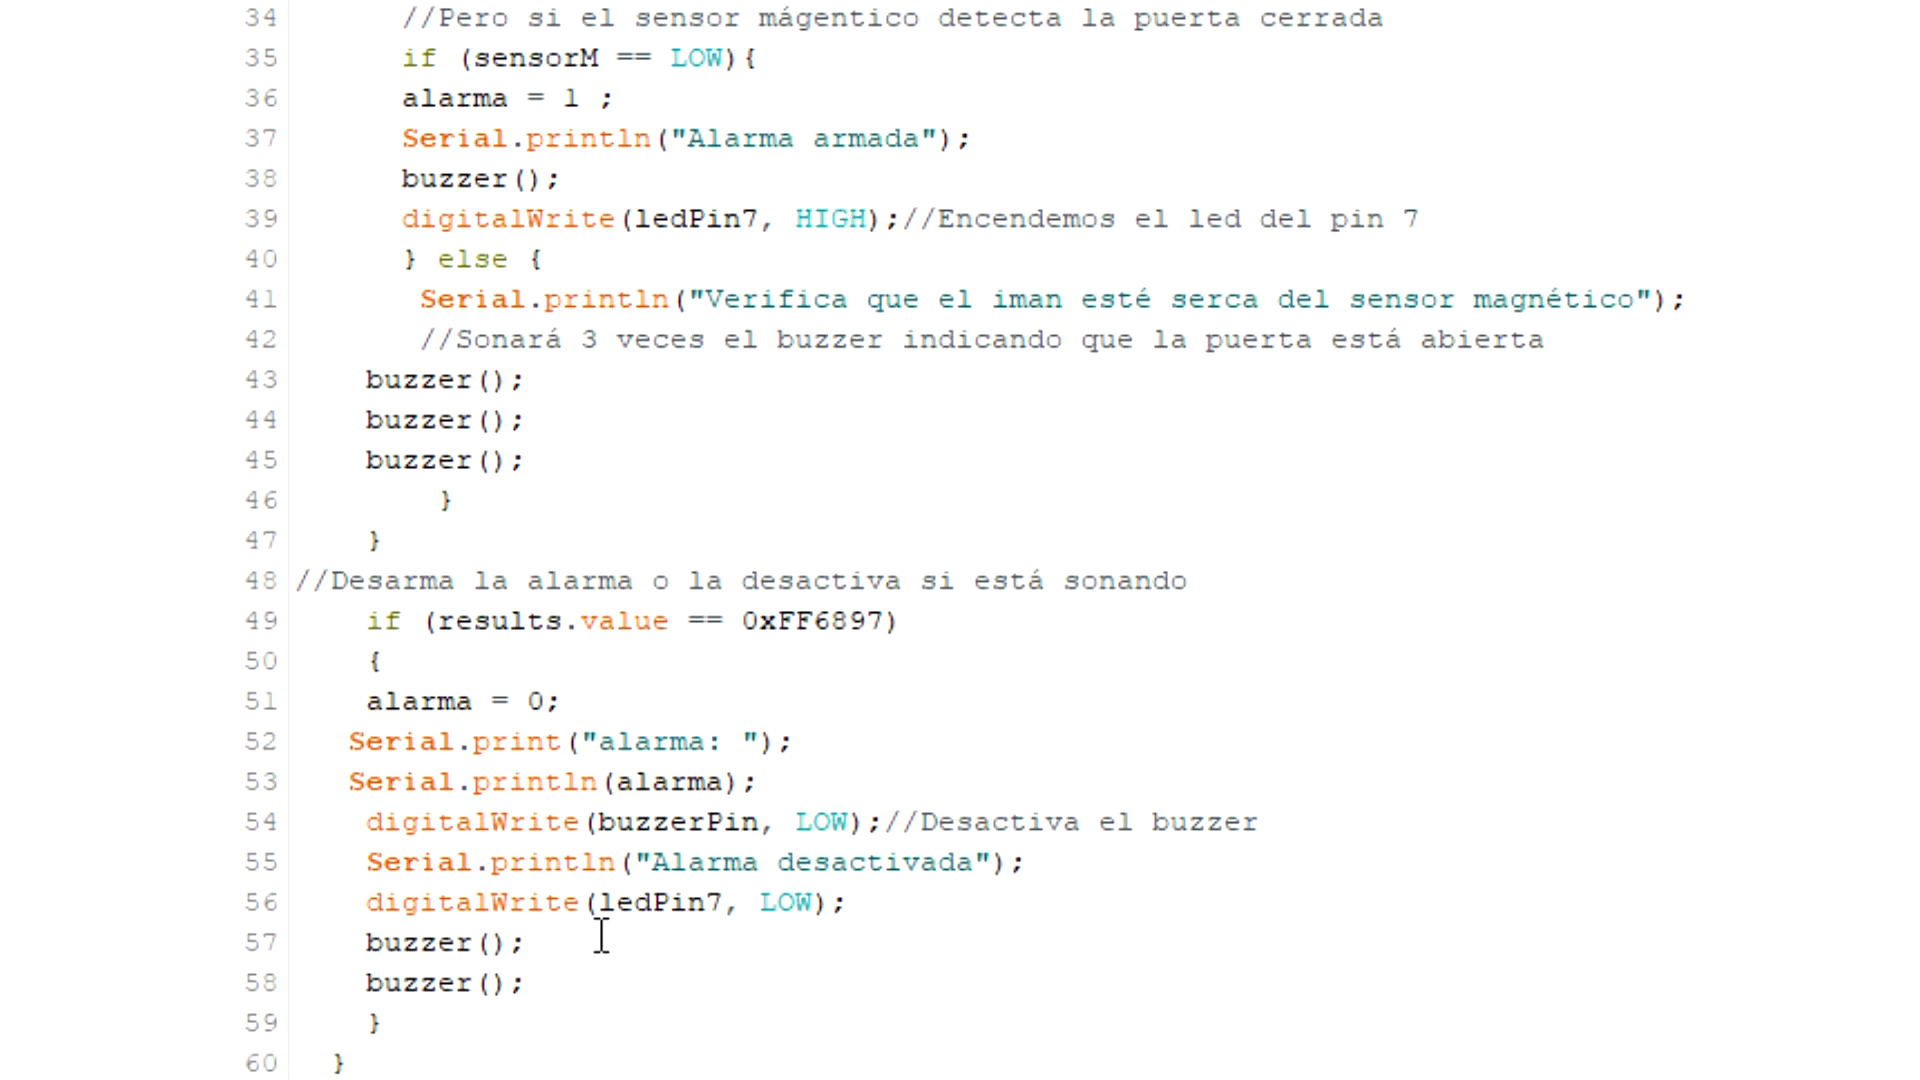 34 //Pero si el sensor mágentico detecta la puerta cerrada
35 if (sensorM == LOW){
36 alarma = 1 ;
37 Serial.println("Alarma armada");
38 buzzer();
39 digitalWrite(ledPin7, HIGH);//Encendemos el led del pin 7
40 } else {
41 Serial.println("Verifica que el iman esté serca del sensor magnético");
42 //Sonará 3 veces el buzzer indicando que la puerta está abierta
43 buzzer();
44 buzzer();
45 buzzer();
46 }
47 }
48 //Desarma la alarma o la desactiva si está sonando
49 if (results.value == 0xFF6897)
50 {
51 alarma = 0;
52 Serial.print("alarma: ");
53 Serial.println(alarma);
54 digitalWrite(buzzerPin, LOW);//Desactiva el buzzer
55 Serial.println("Alarma desactivada");
56 digitalWrite(ledPin7, LOW);
57 buzzer();
58 buzzer();
59 }
60 }